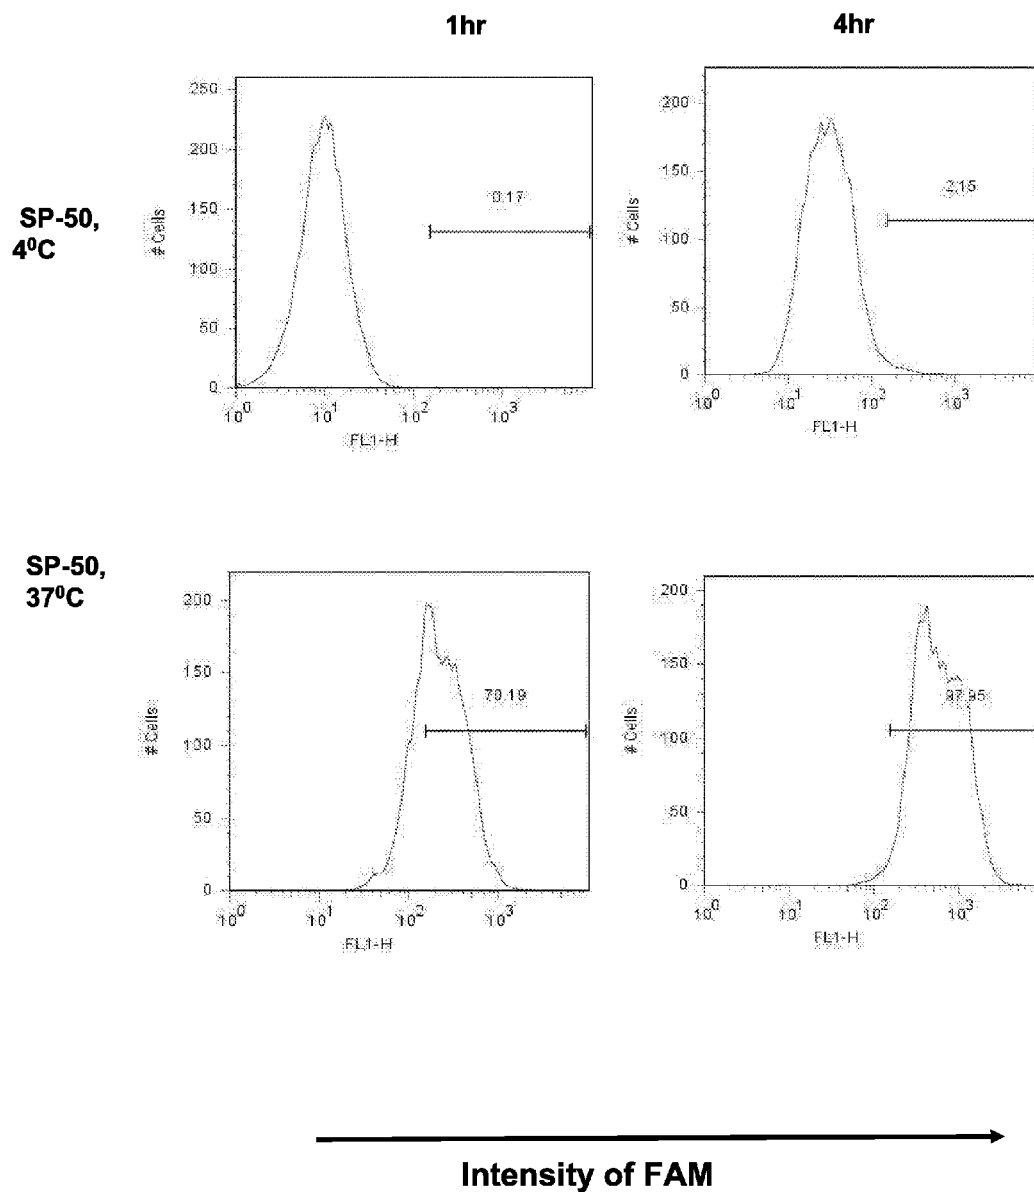 1hr
4hr
SP-50,
4⁰C
250
200
150
100
50
0
# Cells
0.17
10⁰ 10¹ 10² 10³
FL1-H
200
150
100
50
0
# Cells
2.15
10⁰ 10¹ 10² 10³
FL1-H
SP-50,
37⁰C
200
150
100
50
0
# Cells
70.19
10⁰ 10¹ 10² 10³
FL1-H
200
150
100
50
0
# Cells
97.95
10⁰ 10¹ 10² 10³
FL1-H
Intensity of FAM